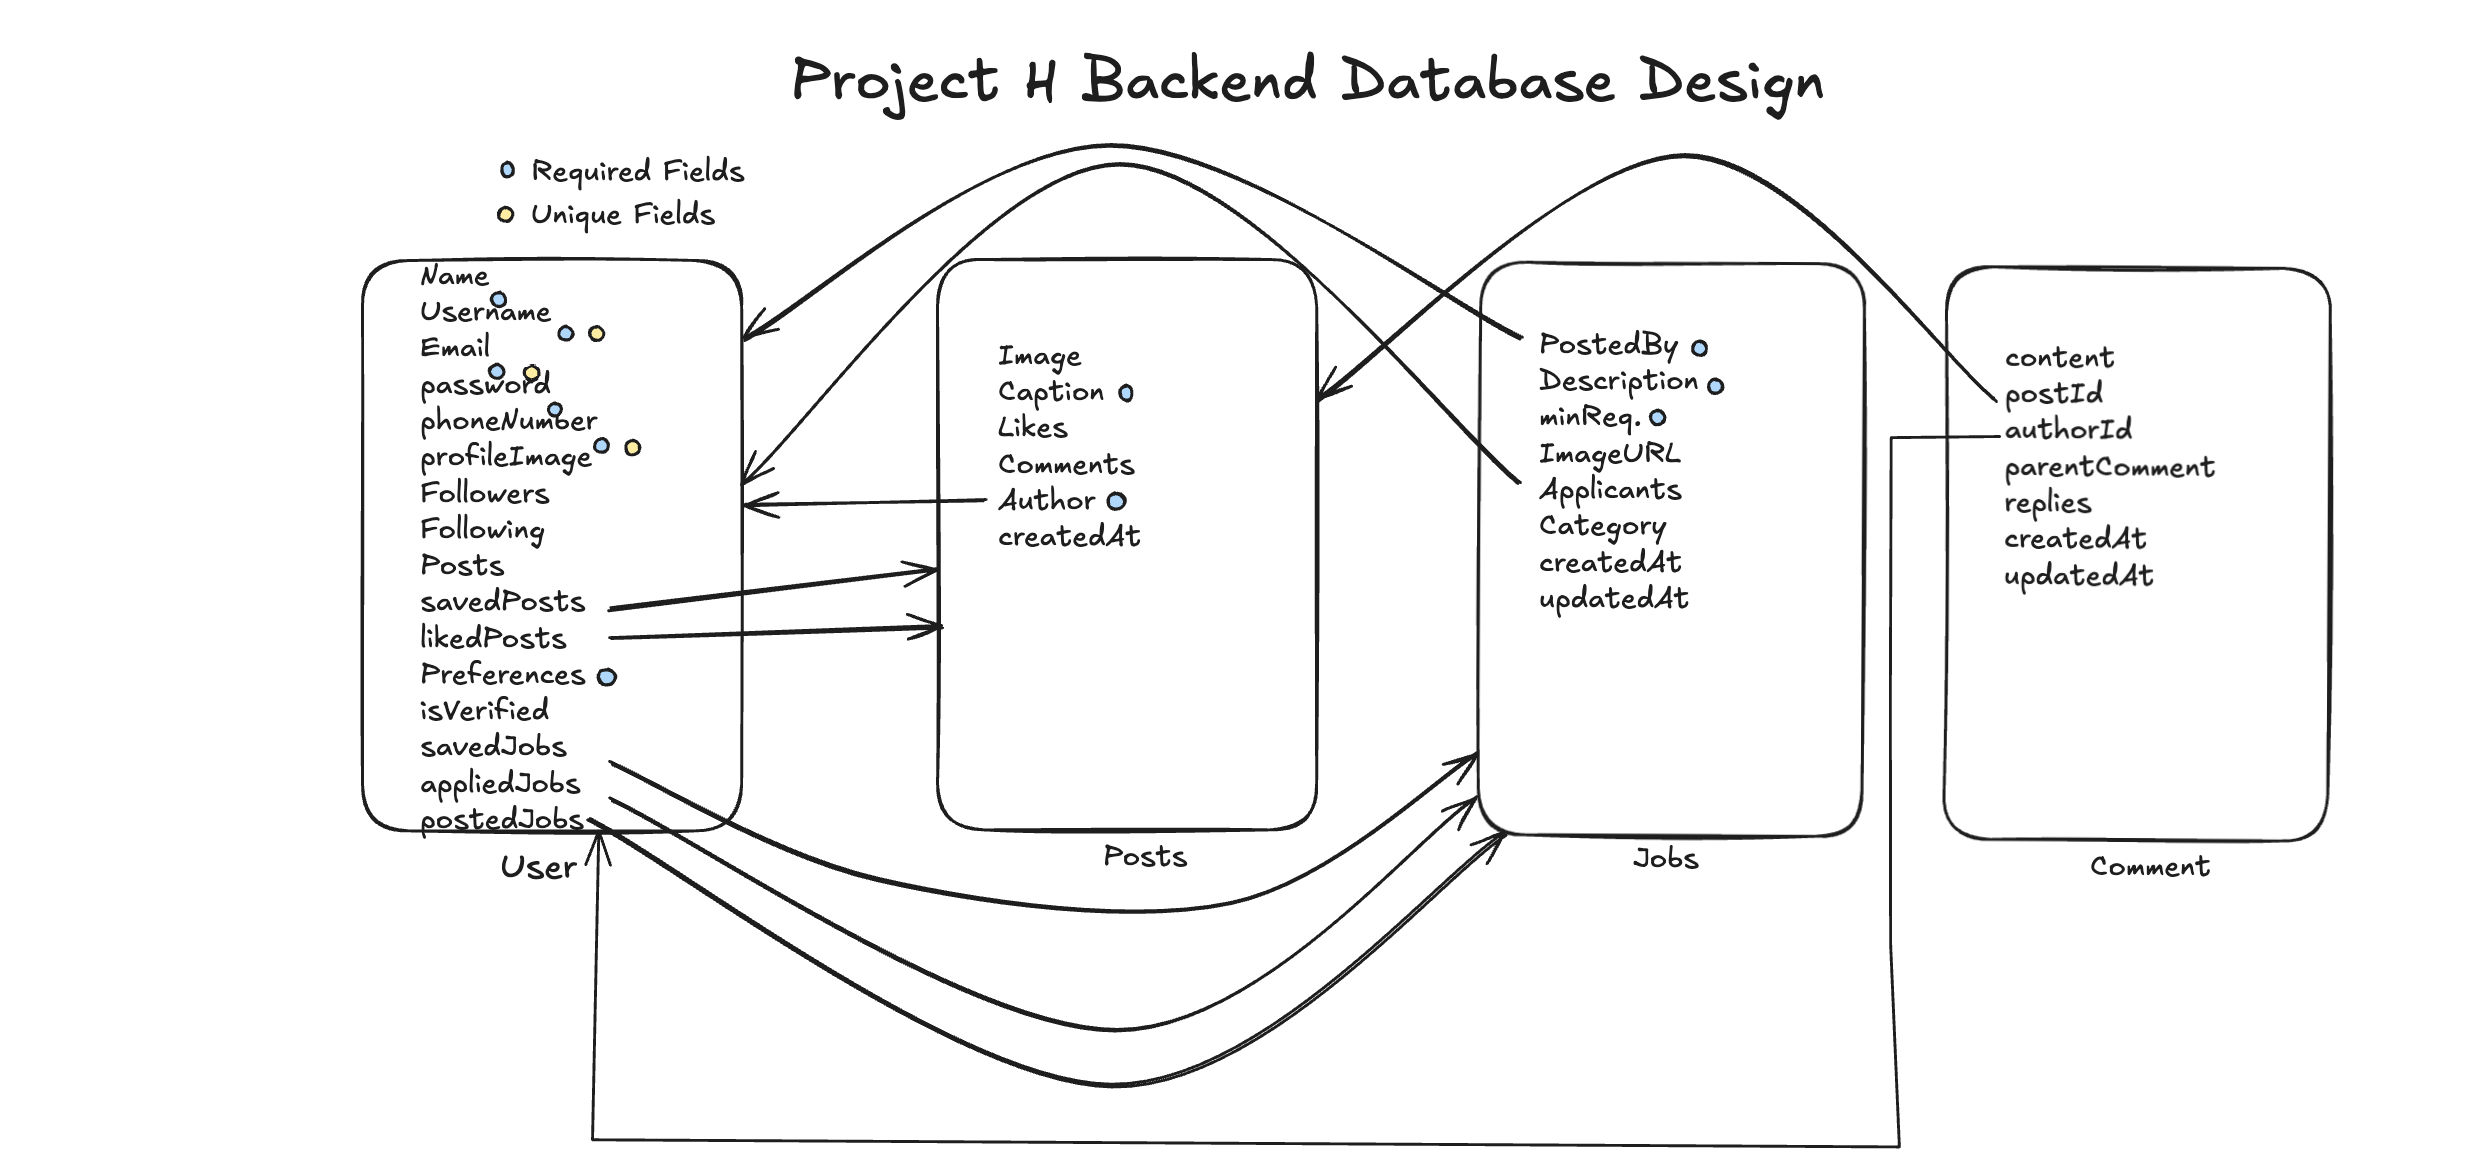 Project H Backend Database Design
Required Fields
Unique Fields
Name
Username
Email
password
phoneNumber
profileImage
Followers
Following
Posts
savedPosts
likedPosts
Preferences
isVerified
savedJobs
appliedJobs
postedJobs
User
Image
Caption
Likes
Comments
Author
createdAt
Posts
PostedBy
Description
minReq.
ImageURL
Applicants
Category
createdAt
updatedAt
Jobs
content
postId
authorId
parentComment
replies
createdAt
updatedAt
Comment